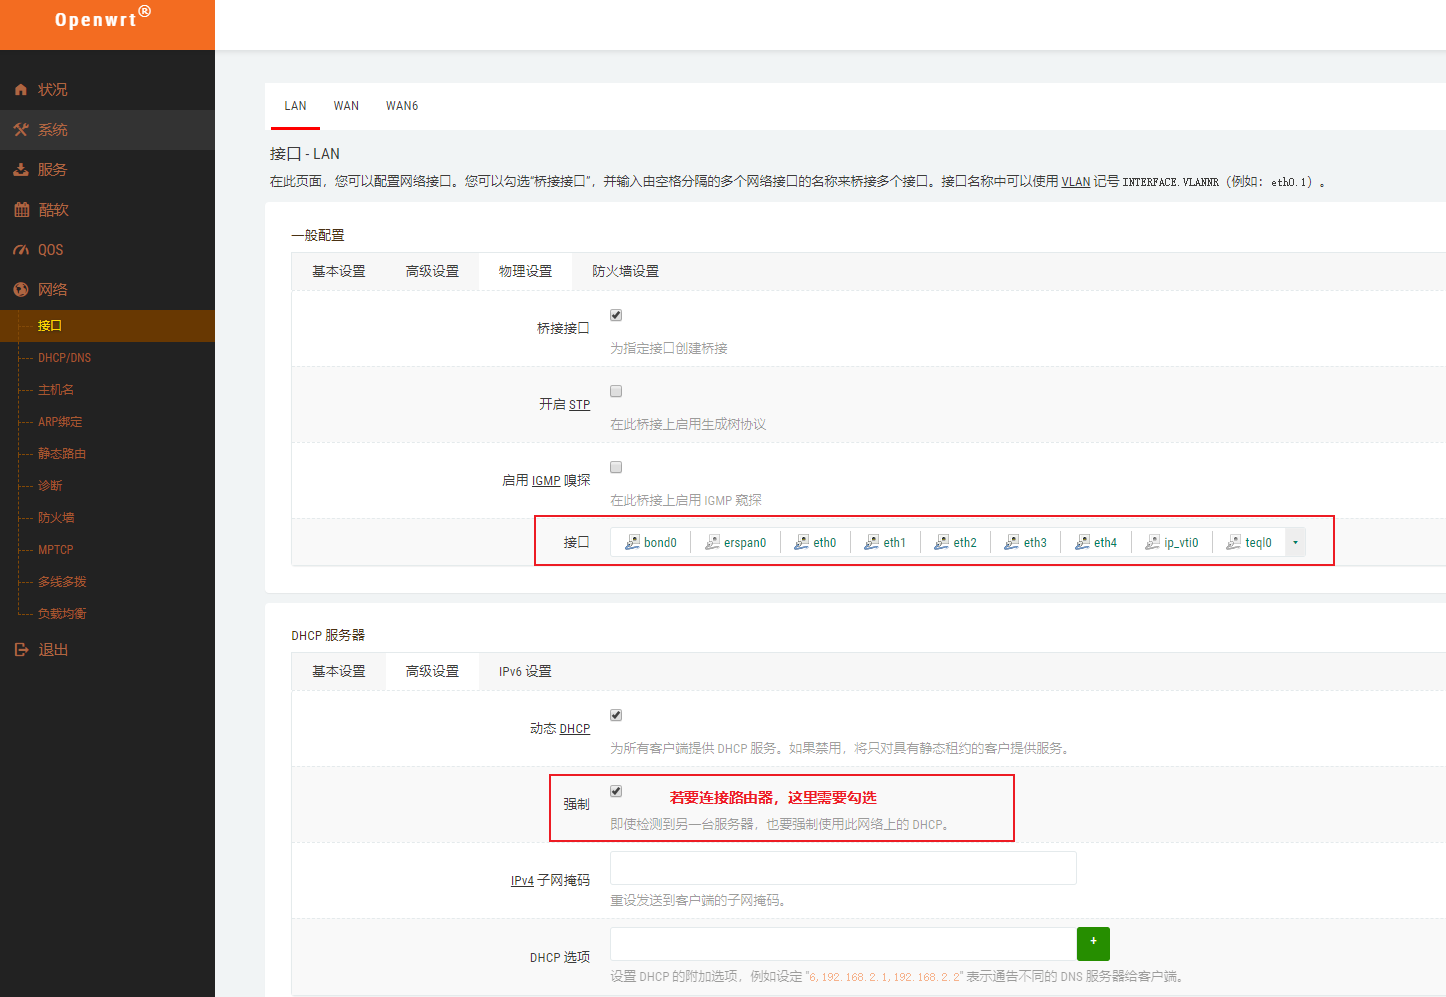 Openwrt®
状况
系统
服务
酷软
QOS
网络
接口
DHCP/DNS
主机名
ARP绑定
静态路由
诊断
防火墙
MPTCP
多线多拨
负载均衡
退出
LAN WAN WAN6
接口 - LAN
在此页面，您可以配置网络接口。您可以勾选“桥接接口”，并输入由空格分隔的多个网络接口的名称来桥接多个接口。接口名称中可以使用 VLAN 记号 INTERFACE.VLANNR（例如：eth0.1）。
一般配置
基本设置 高级设置 物理设置 防火墙设置
桥接接口
为指定接口创建桥接
开启 STP
在此桥接上启用生成树协议
启用 IGMP 嗅探
在此桥接上启用 IGMP 窥探
接口 bond0 erspan0 eth0 eth1 eth2 eth3 eth4 ip_vti0 teql0
DHCP 服务器
基本设置 高级设置 IPv6 设置
动态 DHCP
为所有客户端提供 DHCP 服务。如果禁用，将只对具有静态租约的客户提供服务。
强制 若要连接路由器，这里需要勾选
即使检测到另一台服务器，也要强制使用此网络上的 DHCP。
IPv4 子网掩码
重设发送到客户端的子网掩码。
DHCP 选项 +
设置 DHCP 的附加选项，例如设定 "6,192.168.2.1,192.168.2.2" 表示通告不同的 DNS 服务器给客户端。